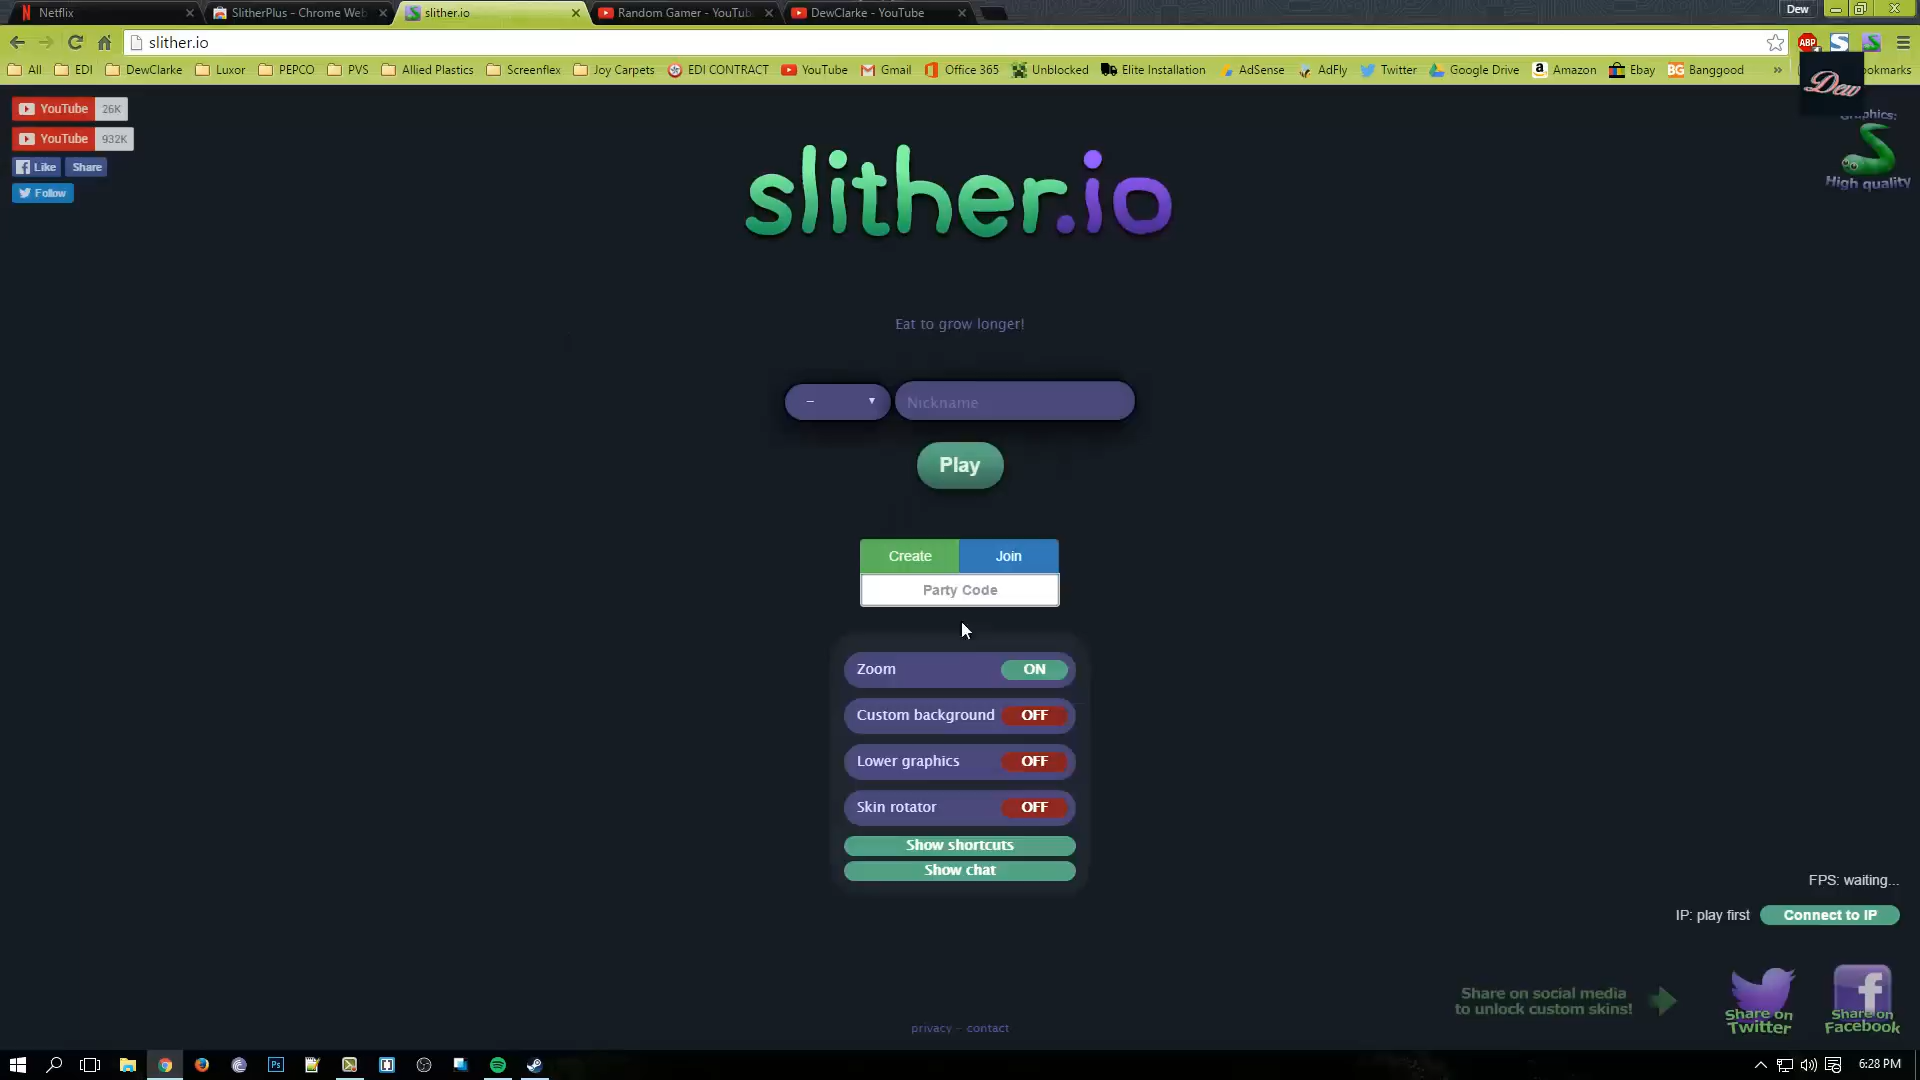 Netflix
SlitherPlus - Chrome Web
slither.io
Random Gamer - YouTub
DewClarke - YouTube
Dew
slither.io
ABP
All
EDI
DewClarke
Luxor
PEPCO
PVS
Allied Plastics
Screenflex
Joy Carpets
EDI CONTRACT
YouTube
Gmail
Office 365
Unblocked
Elite Installation
AdSense
AdFly
Twitter
Google Drive
Amazon
Ebay
BG Banggood
»
ookmarks
Dew
YouTube 26K
YouTube 932K
Like Share
Follow
Graphics:
High quality
slither.io
Eat to grow longer!
–
Nickname
Play
Create Join
Party Code
Zoom ON
Custom background OFF
Lower graphics OFF
Skin rotator OFF
Show shortcuts
Show chat
FPS: waiting...
IP: play first Connect to IP
Share on social media
to unlock custom skins!
Share on
Twitter
Share on
Facebook
privacy – contact
6:28 PM